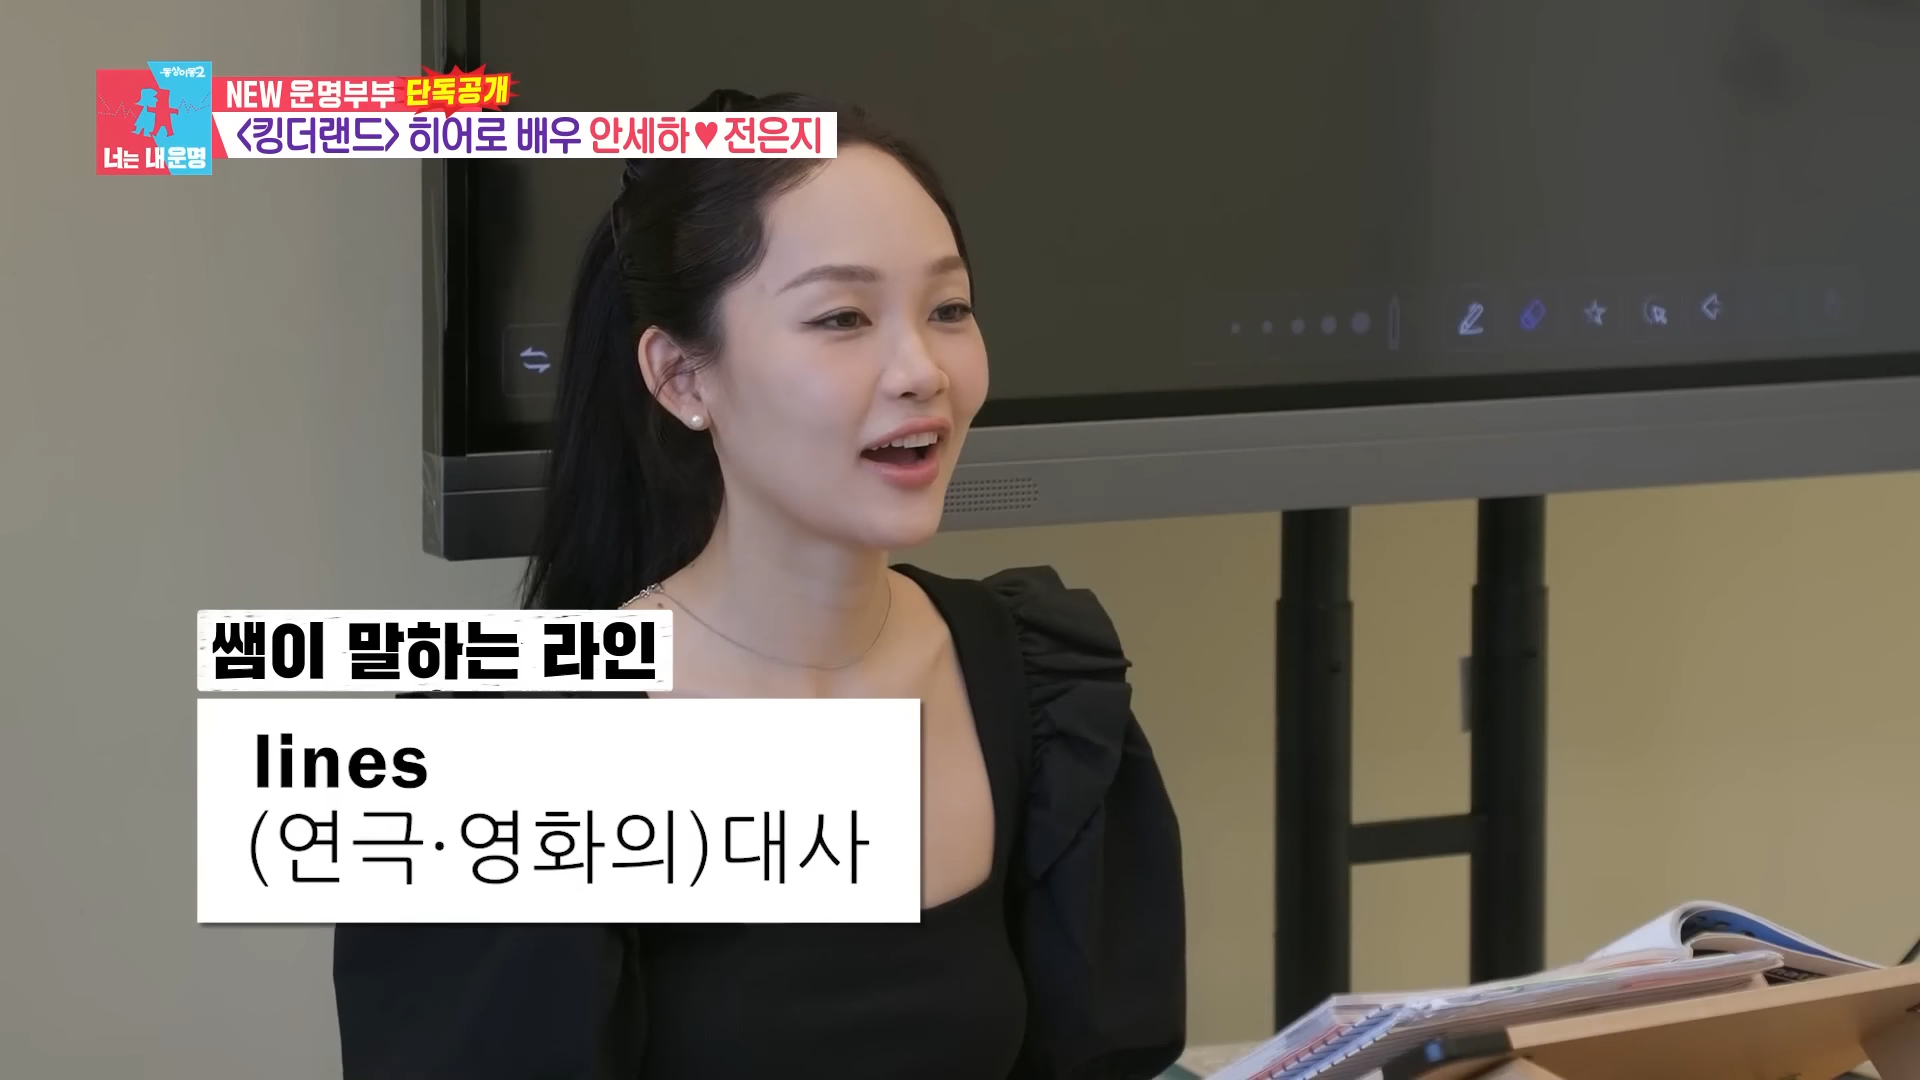 동상이몽2
너는 내운명
NEW 운명부부 단독공개
<킹더랜드> 히어로 배우 안세하♥전은지
쌤이 말하는 라인
lines
(연극·영화의)대사